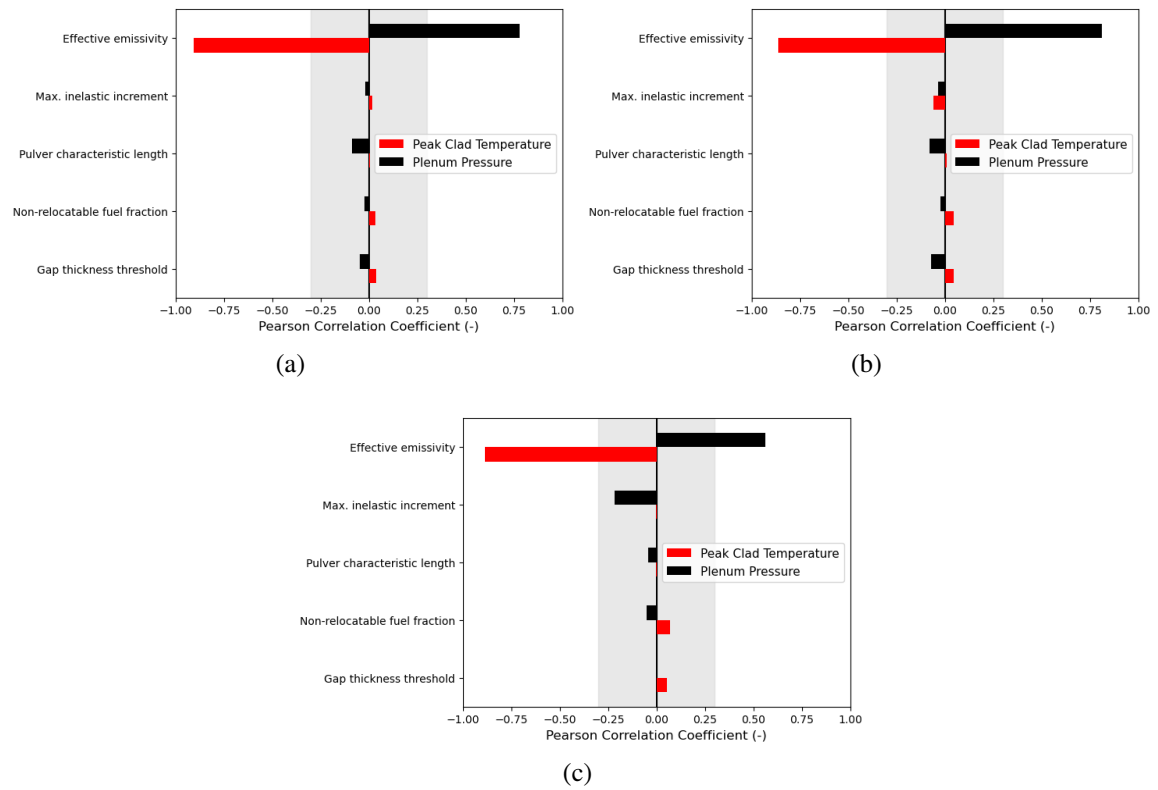 Effective emissivity
Max. inelastic increment
Pulver characteristic length
Non-relocatable fuel fraction
Gap thickness threshold
Peak Clad Temperature
Plenum Pressure
−1.00 −0.75 −0.50 −0.25 0.00 0.25 0.50 0.75 1.00
Pearson Correlation Coefficient (-)
(a)
Effective emissivity
Max. inelastic increment
Pulver characteristic length
Non-relocatable fuel fraction
Gap thickness threshold
Peak Clad Temperature
Plenum Pressure
−1.00 −0.75 −0.50 −0.25 0.00 0.25 0.50 0.75 1.00
Pearson Correlation Coefficient (-)
(b)
Effective emissivity
Max. inelastic increment
Pulver characteristic length
Non-relocatable fuel fraction
Gap thickness threshold
Peak Clad Temperature
Plenum Pressure
−1.00 −0.75 −0.50 −0.25 0.00 0.25 0.50 0.75 1.00
Pearson Correlation Coefficient (-)
(c)